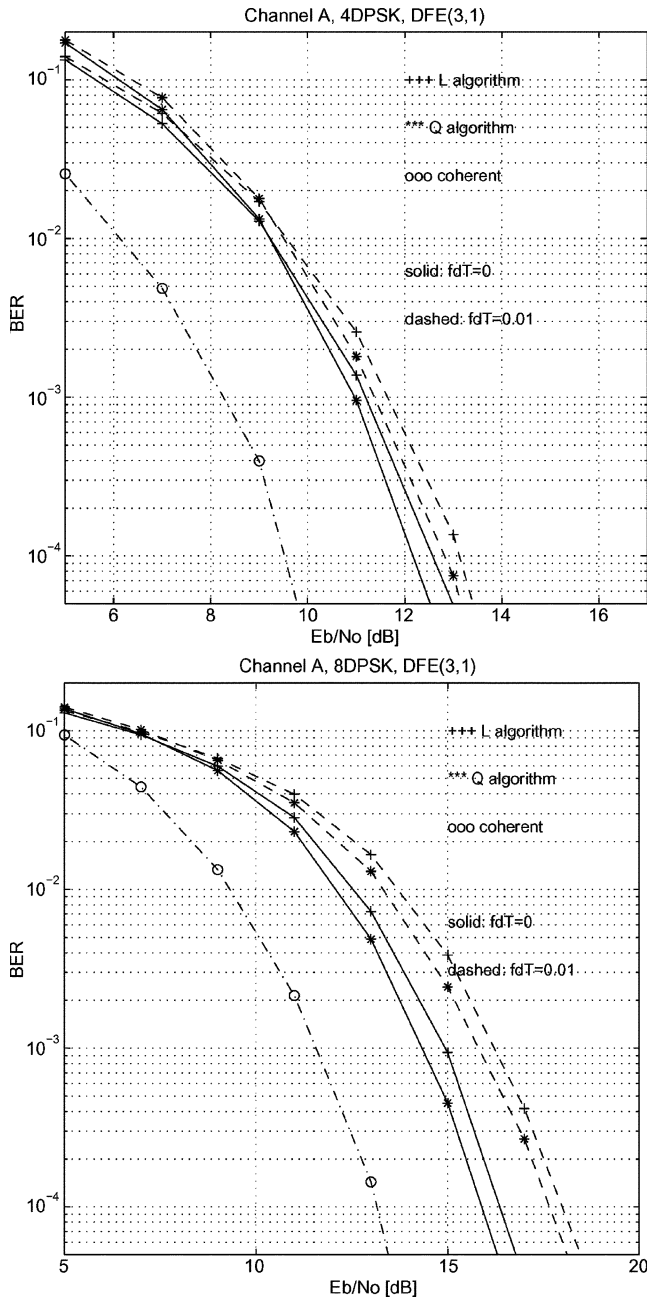 Channel A, 4DPSK, DFE(3,1)
10^-1
+++ L algorithm
*** Q algorithm
ooo coherent
10^-2
solid: fdT=0
dashed: fdT=0.01
BER
10^-3
10^-4
6 8 10 12 14 16
Eb/No [dB]
Channel A, 8DPSK, DFE(3,1)
10^-1
+++ L algorithm
*** Q algorithm
ooo coherent
10^-2
solid: fdT=0
dashed: fdT=0.01
BER
10^-3
10^-4
5 10 15 20
Eb/No [dB]